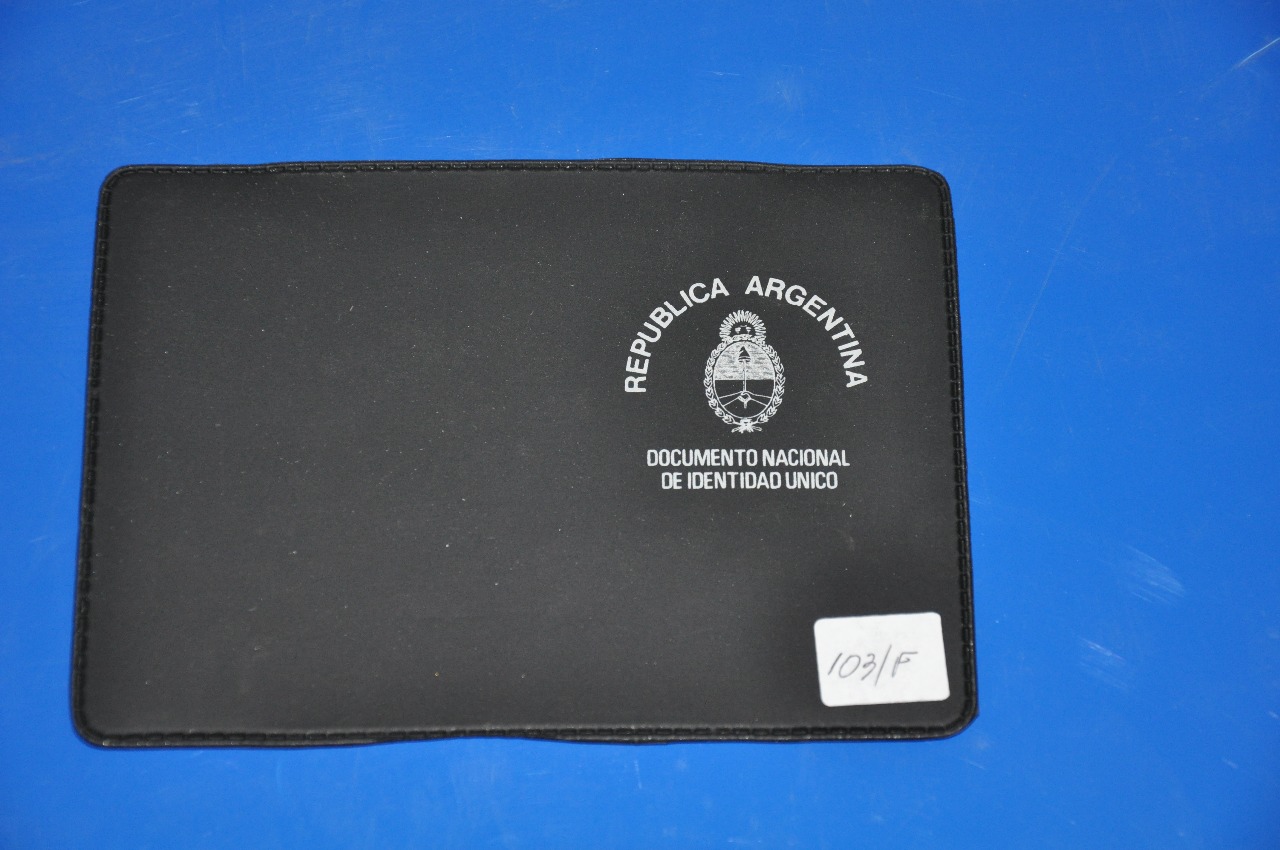 REPUBLICA ARGENTINA
DOCUMENTO NACIONAL
DE IDENTIDAD UNICO
103/F